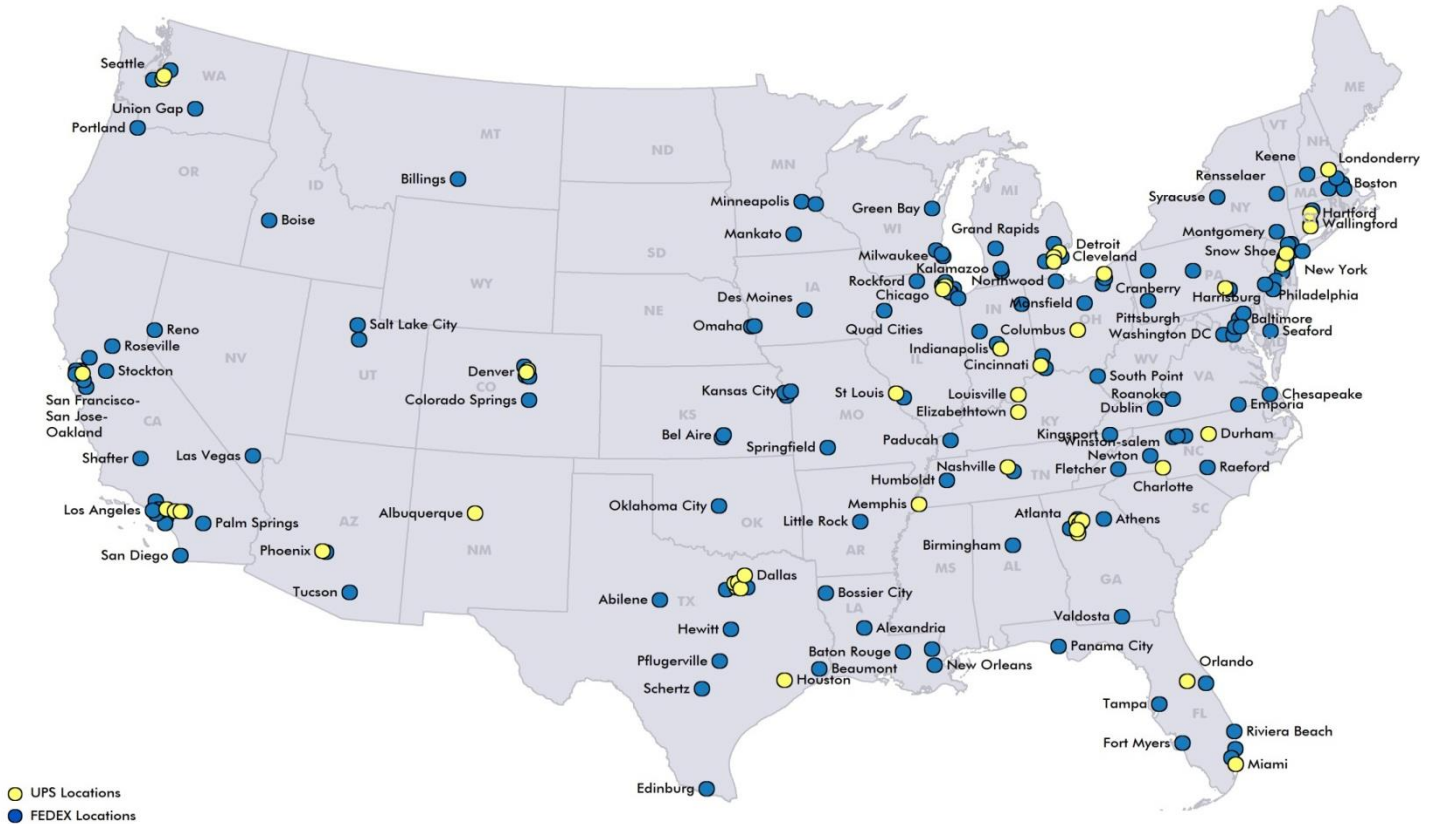 Seattle
WA
Union Gap
Portland
OR
ID
MT
ND
MN
ME
VT
NH
Keene
Londonderry
Rensselaer
Boston
MA
Billings
Boise
Minneapolis
Green Bay
MI
Syracuse
NY
Hartford
Wallingford
Mankato
WI
Grand Rapids
Detroit
Cleveland
Montgomery
Snow Shoe
SD
WY
Milwaukee
Kalamazoo
Rockford
Northwood
Chicago
Cranberry
PA
New York
Harrisburg
Philadelphia
Des Moines
IA
NE
Omaha
Quad Cities
IN
Mansfield
OH
Pittsburgh
Baltimore
Washington DC
Seaford
Reno
Roseville
Salt Lake City
Columbus
Indianapolis
IL
WV
NV
UT
Stockton
Denver
CO
Cincinnati
South Point
VA
San Francisco-
San Jose-
Oakland
CA
Colorado Springs
Kansas City
St Louis
Louisville
Elizabethtown
Roanoke
Dublin
Chesapeake
Emporia
KS
MO
KY
Bel Aire
Springfield
Paducah
Kingsport
Winston-salem
Durham
NC
Shafter
Las Vegas
Newton
Nashville
TN
Fletcher
Raeford
Humboldt
Charlotte
Los Angeles
Palm Springs
AZ
Albuquerque
Oklahoma City
OK
Memphis
Little Rock
Atlanta
Athens
SC
San Diego
Phoenix
NM
AR
Birmingham
MS
AL
GA
Tucson
Dallas
Abilene
TX
Bossier City
LA
Hewitt
Alexandria
Valdosta
Pflugerville
Baton Rouge
Beaumont
New Orleans
Panama City
Schertz
Houston
Orlando
Tampa
FL
Fort Myers
Riviera Beach
Miami
Edinburg
UPS Locations
FEDEX Locations